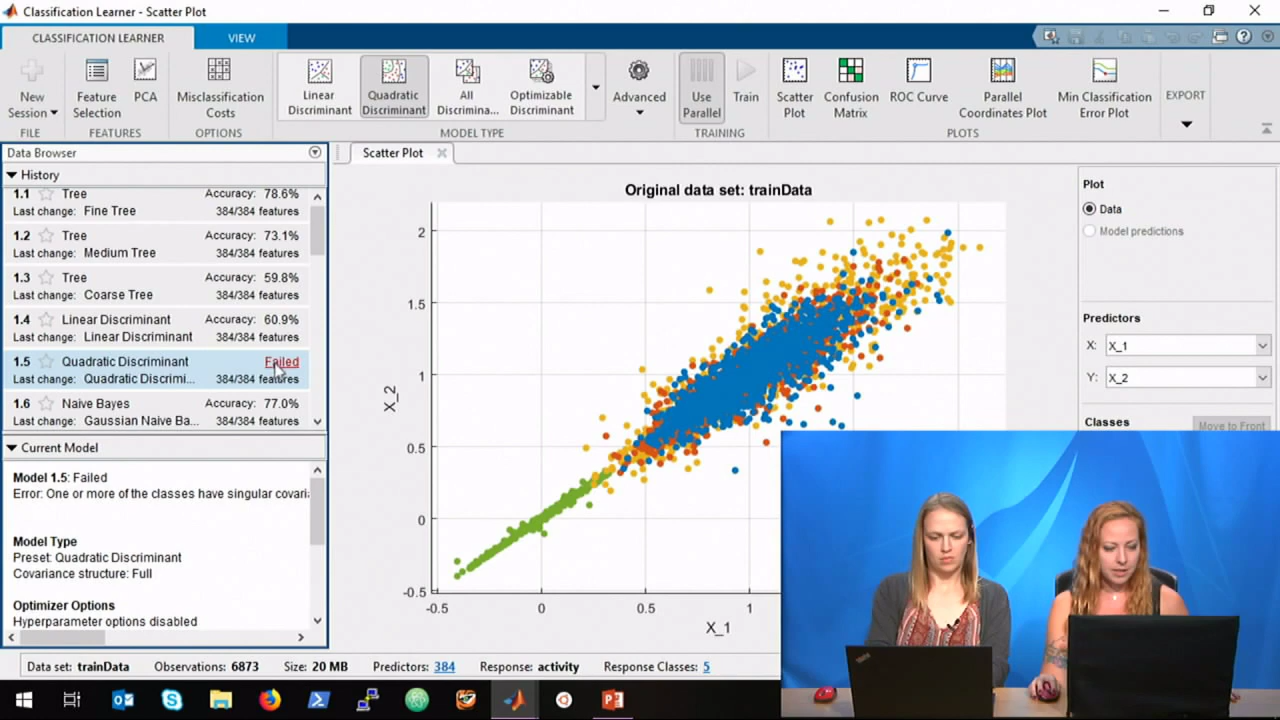 Classification Learner - Scatter Plot
CLASSIFICATION LEARNER VIEW
New Session
Feature Selection
PCA
Misclassification Costs
Linear Discriminant
Quadratic Discriminant
All Discrimina...
Optimizable Discriminant
Advanced
Use Parallel
Train
Scatter Plot
Confusion Matrix
ROC Curve
Parallel Coordinates Plot
Min Classification Error Plot
EXPORT
FILE FEATURES OPTIONS MODEL TYPE TRAINING PLOTS
Data Browser
History
1.1 Tree Accuracy: 78.6%
Last change: Fine Tree 384/384 features
1.2 Tree Accuracy: 73.1%
Last change: Medium Tree 384/384 features
1.3 Tree Accuracy: 59.8%
Last change: Coarse Tree 384/384 features
1.4 Linear Discriminant Accuracy: 60.9%
Last change: Linear Discriminant 384/384 features
1.5 Quadratic Discriminant Failed
Last change: Quadratic Discrimi... 384/384 features
1.6 Naive Bayes Accuracy: 77.0%
Last change: Gaussian Naive Ba... 384/384 features
Current Model
Model 1.5: Failed
Error: One or more of the classes have singular covari
Model Type
Preset: Quadratic Discriminant
Covariance structure: Full
Optimizer Options
Hyperparameter options disabled
Scatter Plot
Original data set: trainData
2
1.5
1
0.5
0
-0.5
X_2
-0.5 0 0.5 1
X_1
Plot
Data
Model predictions
Predictors
X: X_1
Y: X_2
Classes Move to Front
Data set: trainData Observations: 6873 Size: 20 MB Predictors: 384 Response: activity Response Classes: 5